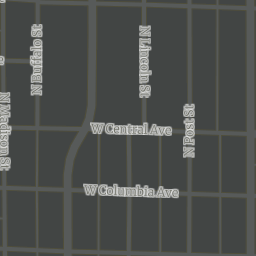 N Buffalo St
N Lincoln St
N Madison St
N Post St
W Central Ave
W Columbia Ave